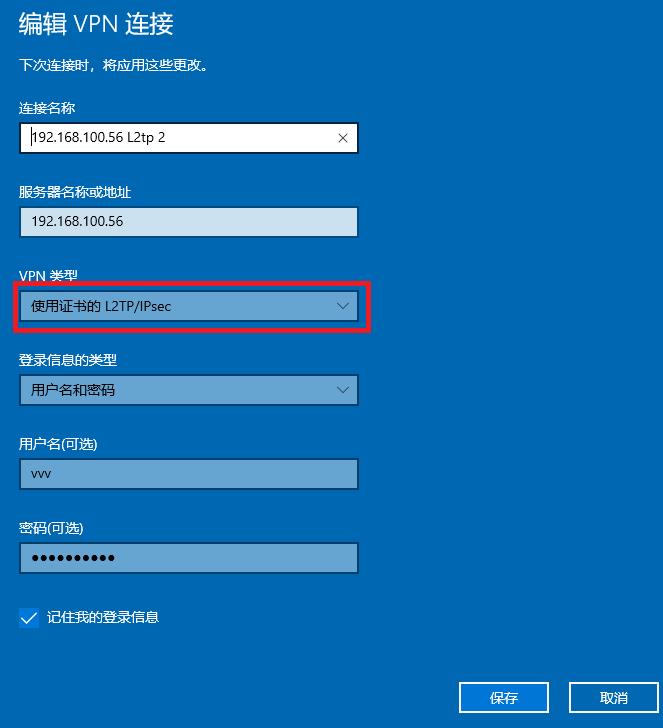 编辑 VPN 连接
下次连接时，将应用这些更改。
连接名称
192.168.100.56 L2tp 2
服务器名称或地址
192.168.100.56
VPN 类型
使用证书的 L2TP/IPsec
登录信息的类型
用户名和密码
用户名(可选)
vvv
密码(可选)
●●●●●●●●●●
记住我的登录信息
保存
取消